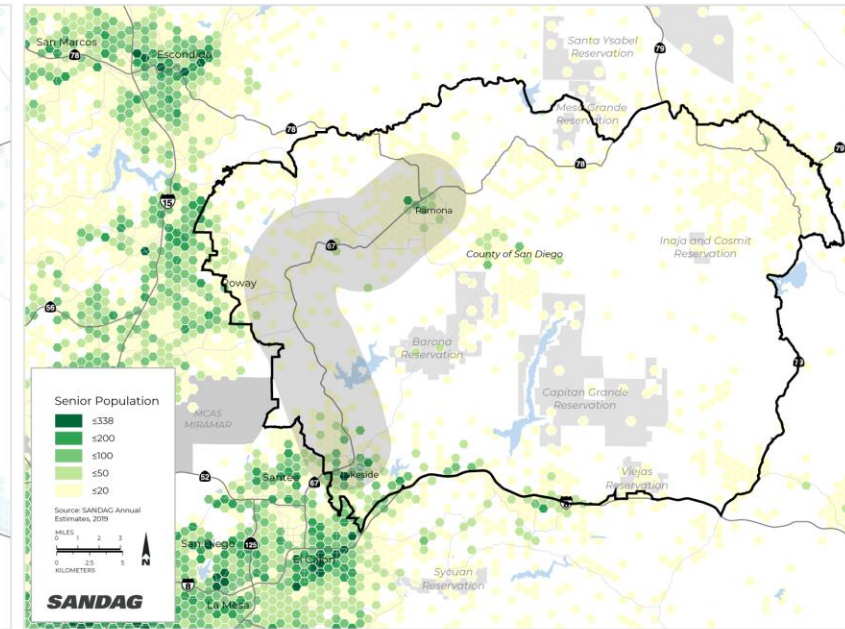 San Marcos
78
Escondido
79
Santa Ysabel
Reservation
Mesa Grande
Reservation
78
78
79
15
Ramona
67
County of San Diego
Inaja and Cosmit
Reservation
Poway
56
Barona
Reservation
Capitan Grande
Reservation
79
MCAS
MIRAMAR
Viejas
Reservation
Lakeside
52
Santee
67
8
San Diego
125
El Cajon
Sycuan
Reservation
8
La Mesa
Senior Population
≤338
≤200
≤100
≤50
≤20
Source: SANDAG Annual
Estimates, 2019
MILES
0 1 2 3
0 2.5 5
KILOMETERS
N
SANDAG